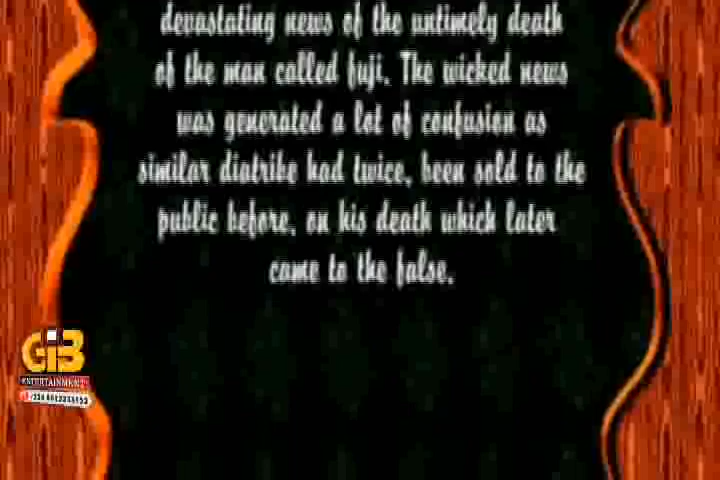 devastating news of the untimely death
of the man called fuji. The wicked news
was generated a lot of confusion as
similar diatribe had twice, been sold to the
public before, on his death which later
came to the false.
GiB
ENTERTAINMENT